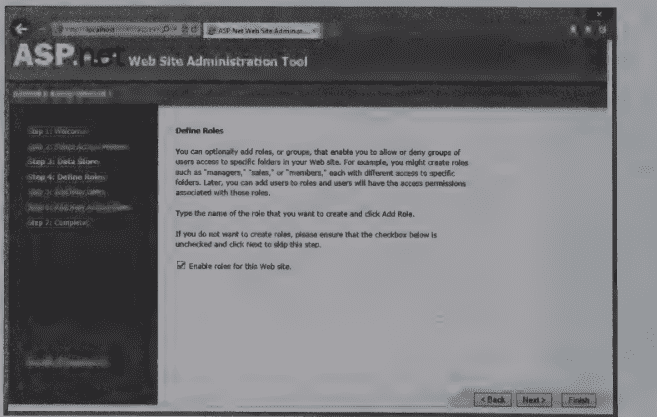 localhost
ASP.Net Web Site Adminis...
ASP.net Web Site Administration Tool
Step 1: Welcome
Step 3: Data Store
Step 4: Define Roles
Step 7: Complete
Define Roles
You can optionally add roles, or groups, that enable you to allow or deny groups of
users access to specific folders in your Web site. For example, you might create roles
such as "managers," "sales," or "members," each with different access to specific
folders. Later, you can add users to roles and users will have the access permissions
associated with those roles.
Type the name of the role that you want to create and click Add Role.
If you do not want to create roles, please ensure that the checkbox below is
unchecked and click Next to skip this step.
Enable roles for this Web site.
< Back
Next >
Finish